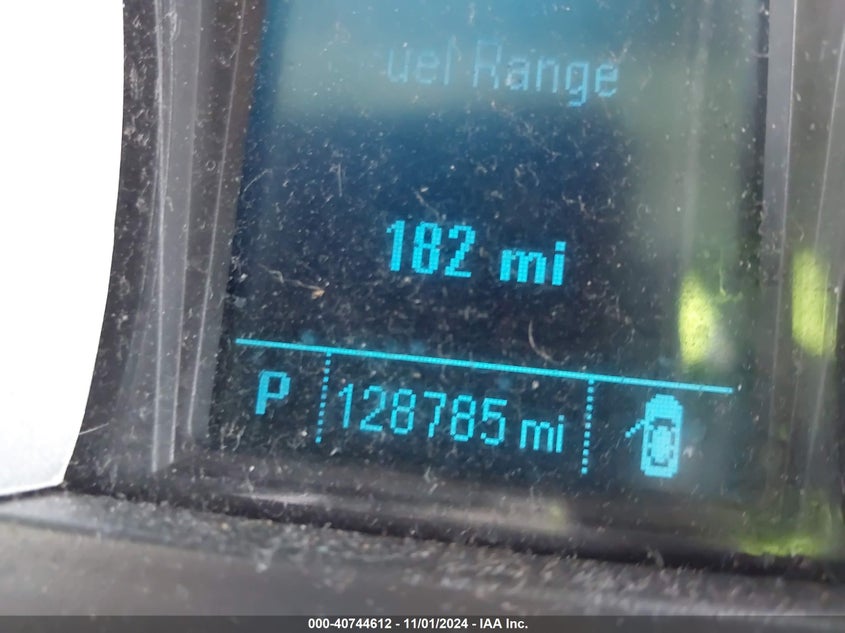 uel Range
182 mi
P 128785 mi
000-40744612 - 11/01/2024 - IAA Inc.